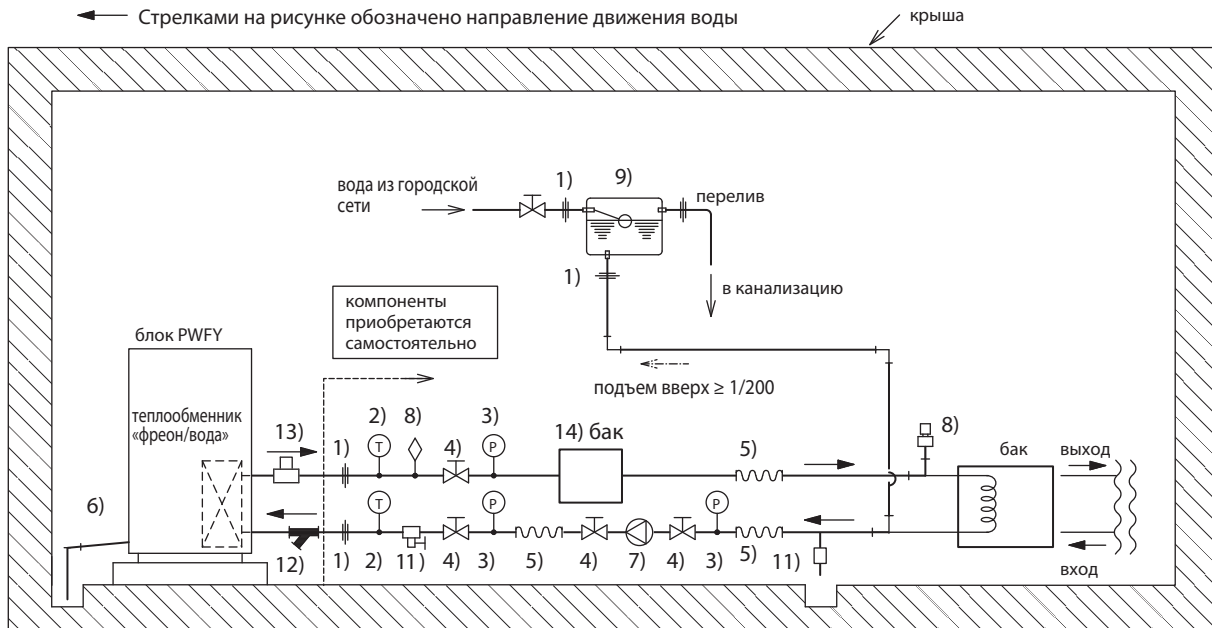 Стрелками на рисунке обозначено направление движения воды
крыша
вода из городской
сети
1)
9)
перелив
1)
в канализацию
компоненты
приобретаются
самостоятельно
блок PWFY
подъем вверх ≥ 1/200
теплообменник
«фреон/вода»
13)
1)
2)
8)
4)
3)
14) бак
5)
8)
бак
выход
T
P
6)
T
P
P
12)
1)
2)
11)
4)
3)
5)
4)
7)
4)
3)
5)
11)
вход